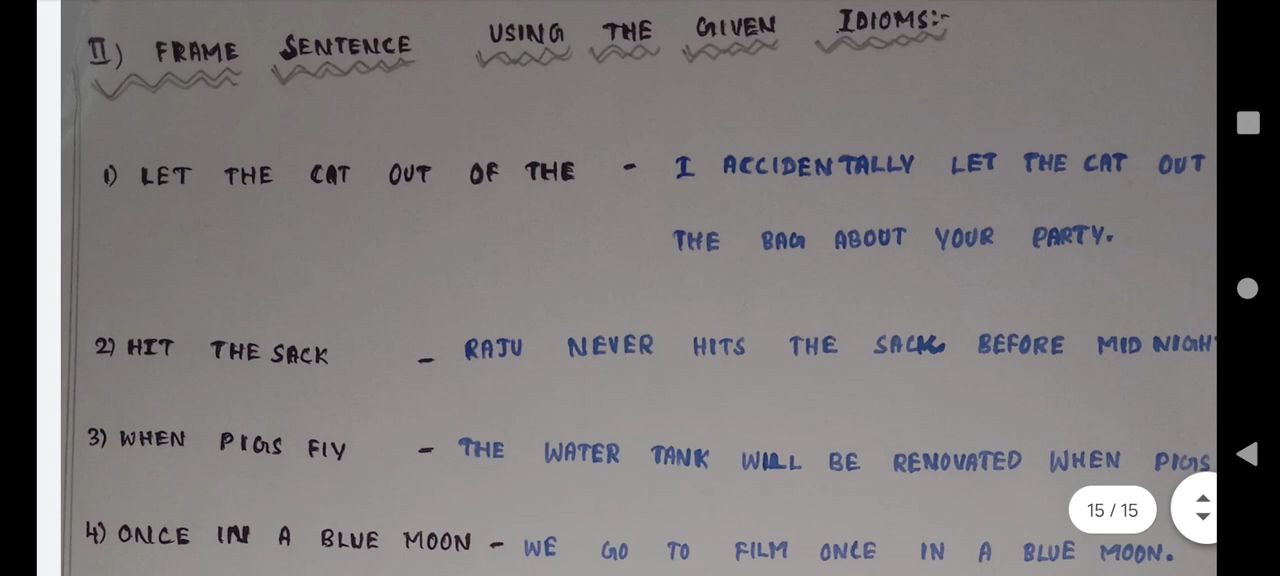 II) FRAME SENTENCE USING THE GIVEN IDIOMS:-
1) LET THE CAT OUT OF THE - I ACCIDENTALLY LET THE CAT OUT
THE BAG ABOUT YOUR PARTY.
2) HIT THE SACK - RAJU NEVER HITS THE SACK BEFORE MID NIGH
3) WHEN PIGS FLY - THE WATER TANK WILL BE RENOVATED WHEN PIGS
15 / 15
4) ONCE IN A BLUE MOON - WE GO TO FILM ONCE IN A BLUE MOON.